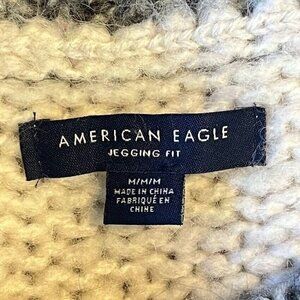 AMERICAN EAGLE
JEGGING FIT
M/M/M
MADE IN CHINA
FABRIQUÉ EN
CHINE